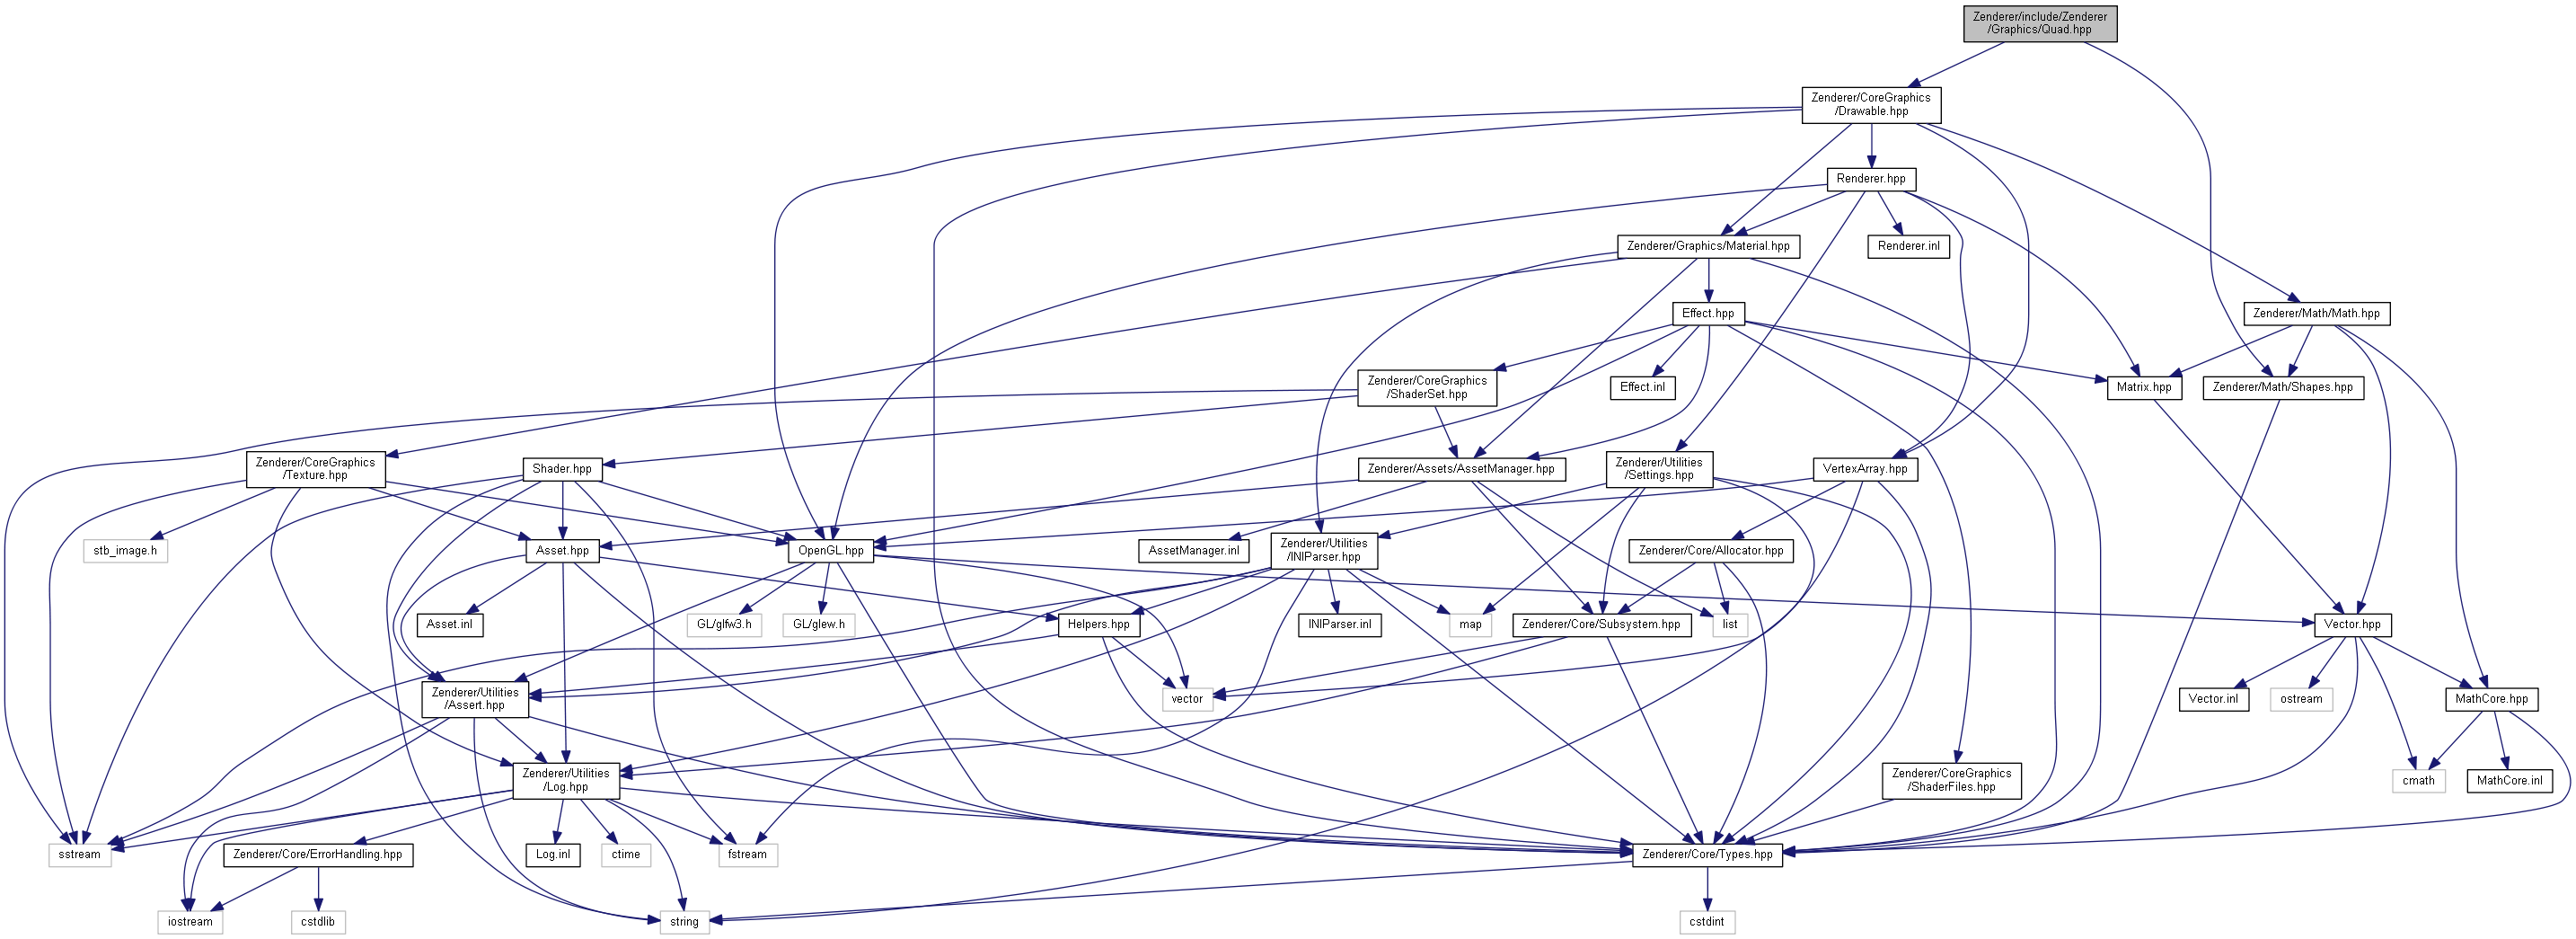 Zenderer/include/Zenderer
/Graphics/Quad.hpp
Zenderer/CoreGraphics
/Drawable.hpp
Renderer.hpp
Zenderer/Graphics/Material.hpp
Renderer.inl
Effect.hpp
Zenderer/Math/Math.hpp
Zenderer/CoreGraphics
/ShaderSet.hpp
Effect.inl
Matrix.hpp
Zenderer/Math/Shapes.hpp
Zenderer/CoreGraphics
/Texture.hpp
Shader.hpp
Zenderer/Assets/AssetManager.hpp
Zenderer/Utilities
/Settings.hpp
VertexArray.hpp
stb_image.h
Asset.hpp
OpenGL.hpp
AssetManager.inl
Zenderer/Utilities
/INIParser.hpp
Zenderer/Core/Allocator.hpp
Asset.inl
GL/glfw3.h
GL/glew.h
Helpers.hpp
INIParser.inl
map
Zenderer/Core/Subsystem.hpp
list
Vector.hpp
Zenderer/Utilities
/Assert.hpp
vector
Vector.inl
ostream
MathCore.hpp
Zenderer/Utilities
/Log.hpp
Zenderer/CoreGraphics
/ShaderFiles.hpp
cmath
MathCore.inl
sstream
Zenderer/Core/ErrorHandling.hpp
Log.inl
ctime
fstream
Zenderer/Core/Types.hpp
iostream
cstdlib
string
cstdint